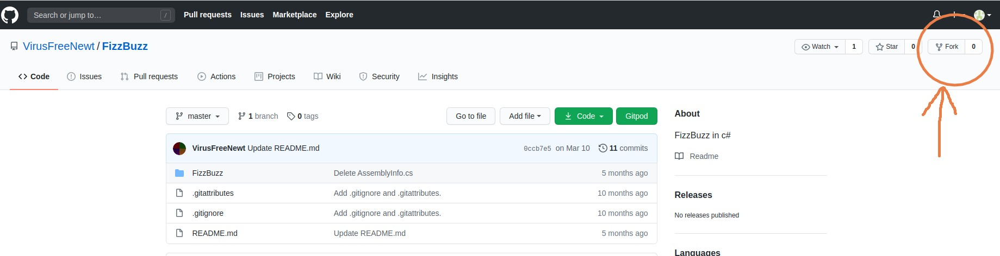 Search or jump to… / Pull requests Issues Marketplace Explore
VirusFreeNewt / FizzBuzz Watch 1 Star 0 Fork 0
Code Issues Pull requests Actions Projects Wiki Security Insights
master 1 branch 0 tags Go to file Add file Code Gitpod
VirusFreeNewt Update README.md 0ccb7e5 on Mar 10 11 commits
FizzBuzz Delete AssemblyInfo.cs 5 months ago
.gitattributes Add .gitignore and .gitattributes. 10 months ago
.gitignore Add .gitignore and .gitattributes. 10 months ago
README.md Update README.md 5 months ago
About
FizzBuzz in c#
Readme
Releases
No releases published
Languages